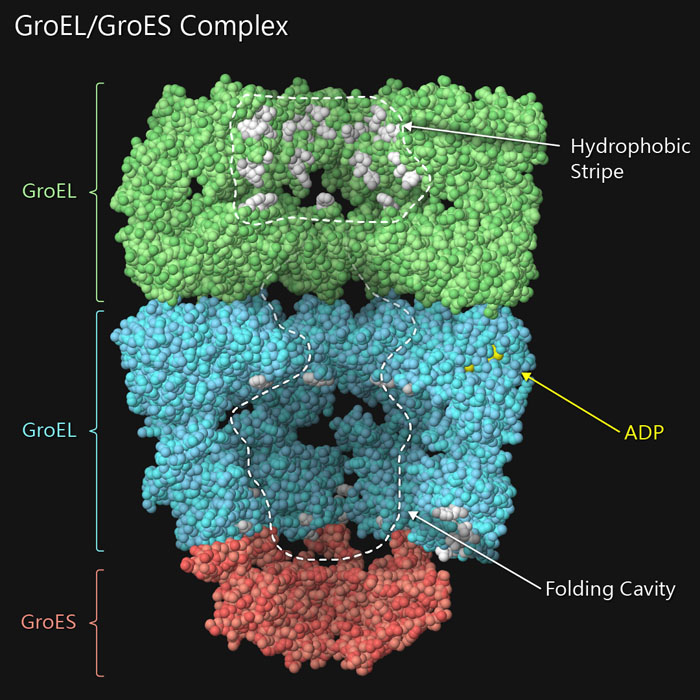 GroEL/GroES Complex
Hydrophobic
Stripe
GroEL
GroEL
ADP
Folding Cavity
GroES